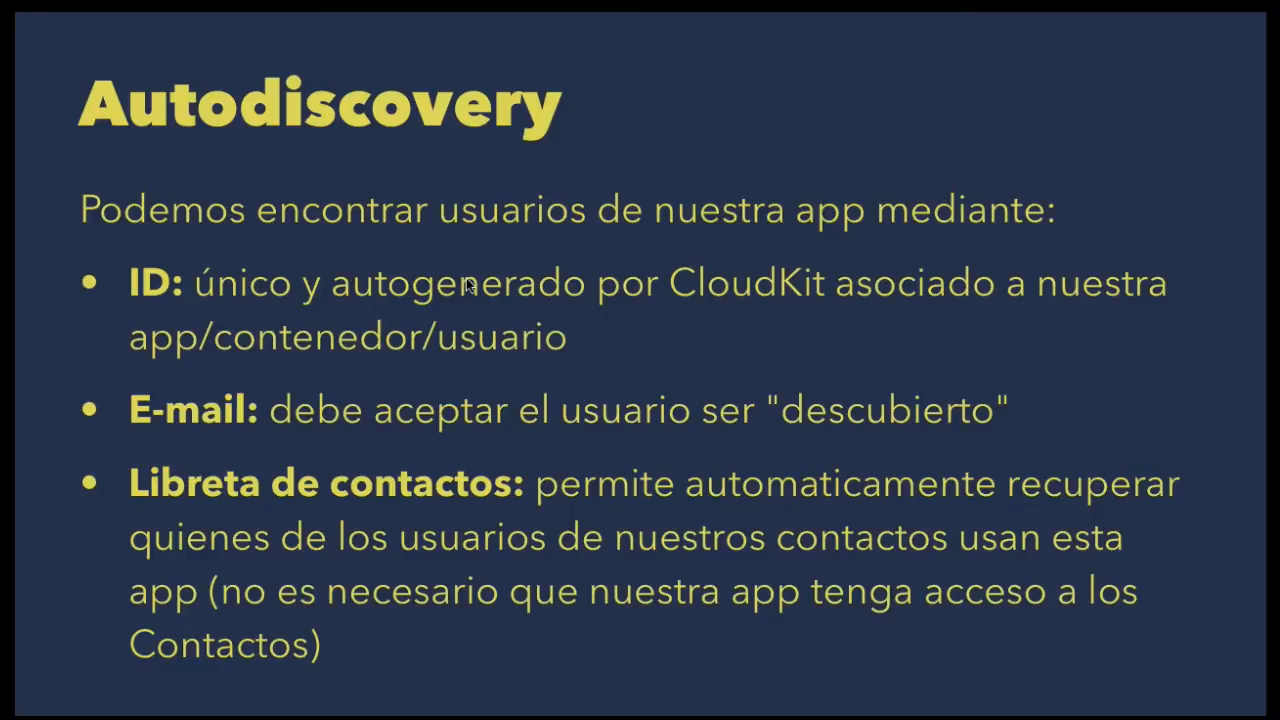 Autodiscovery
Podemos encontrar usuarios de nuestra app mediante:
• ID: único y autogenerado por CloudKit asociado a nuestra
app/contenedor/usuario
• E-mail: debe aceptar el usuario ser "descubierto"
• Libreta de contactos: permite automaticamente recuperar
quienes de los usuarios de nuestros contactos usan esta
app (no es necesario que nuestra app tenga acceso a los
Contactos)